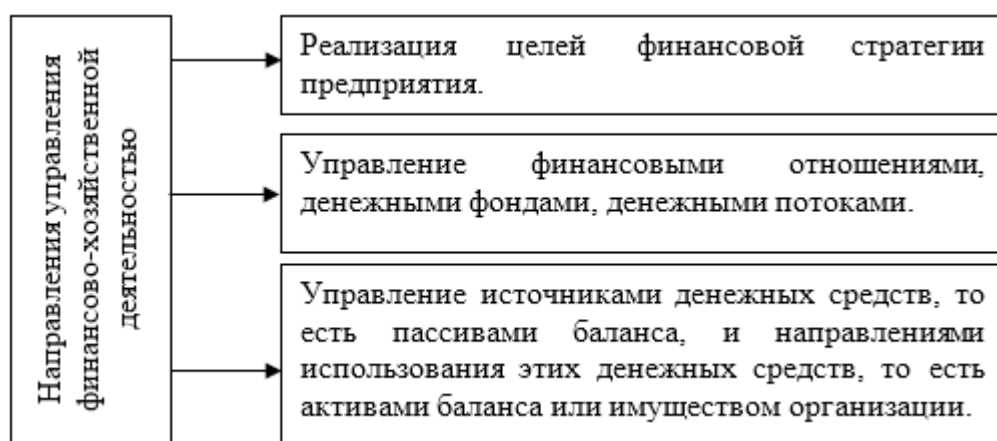 Направления управления
финансово-хозяйственной
деятельностью
Реализация целей финансовой стратегии
предприятия.
Управление финансовыми отношениями,
денежными фондами, денежными потоками.
Управление источниками денежных средств, то
есть пассивами баланса, и направлениями
использования этих денежных средств, то есть
активами баланса или имуществом организации.